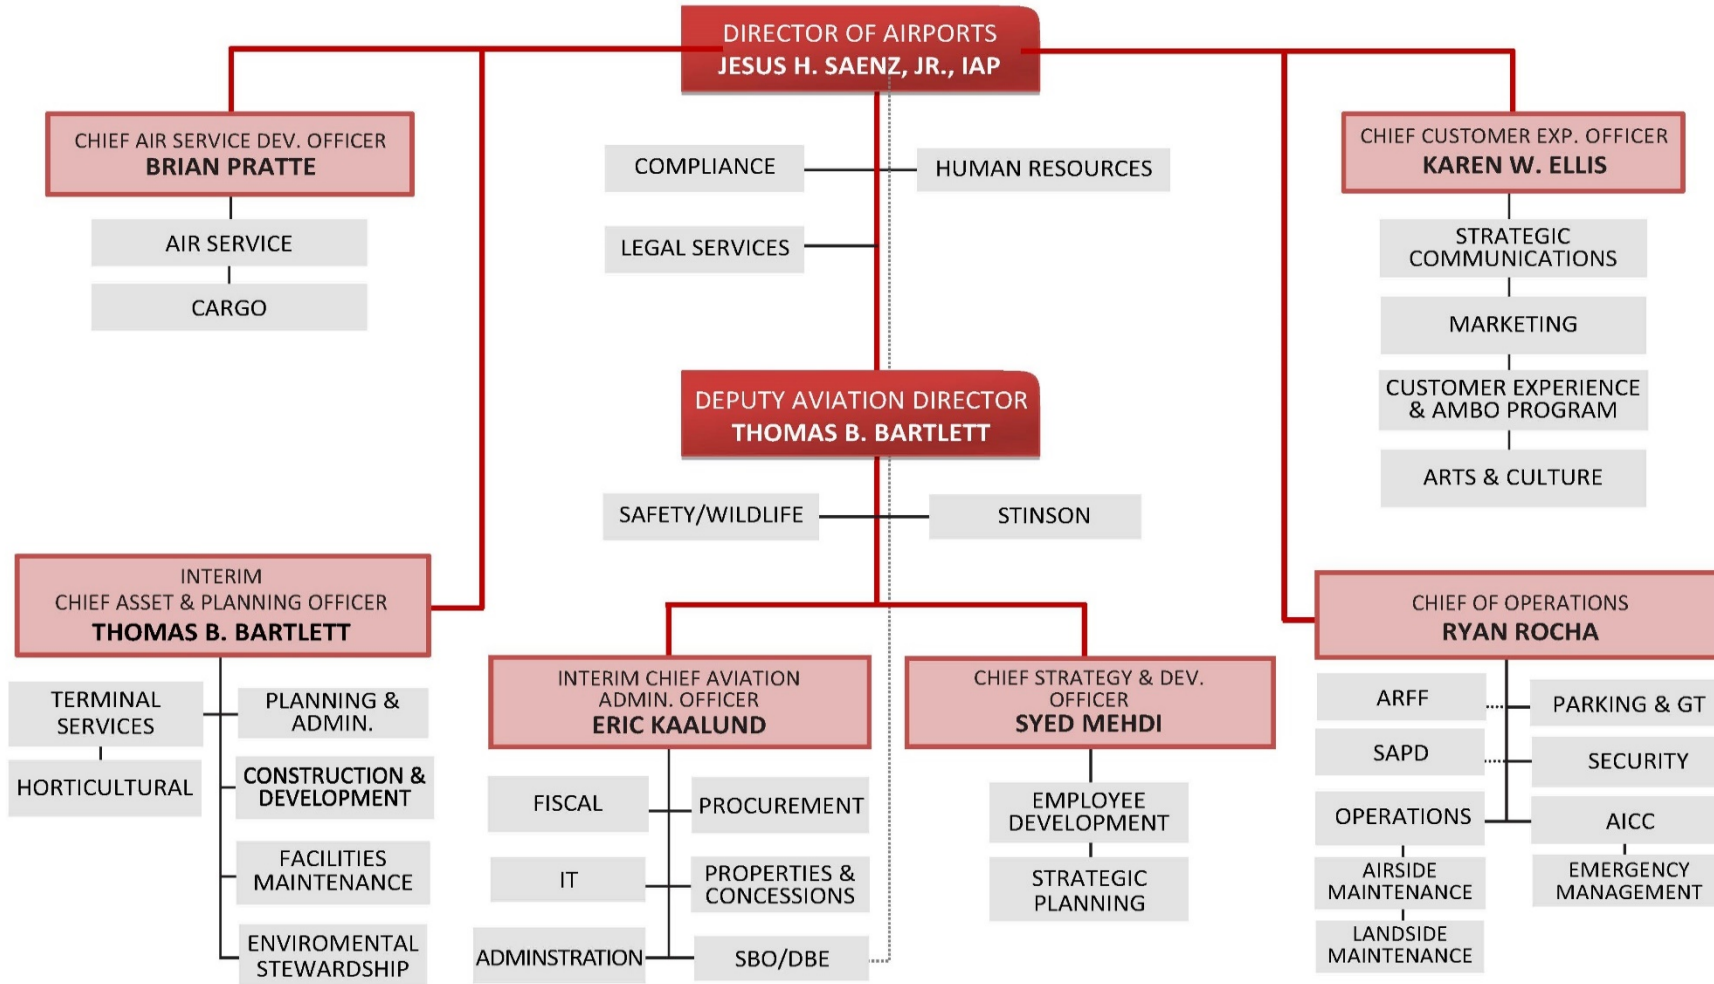 DIRECTOR OF AIRPORTS
JESUS H. SAENZ, JR., IAP
CHIEF AIR SERVICE DEV. OFFICER
BRIAN PRATTE
AIR SERVICE
CARGO
COMPLIANCE
HUMAN RESOURCES
LEGAL SERVICES
CHIEF CUSTOMER EXP. OFFICER
KAREN W. ELLIS
STRATEGIC
COMMUNICATIONS
MARKETING
CUSTOMER EXPERIENCE
& AMBO PROGRAM
ARTS & CULTURE
DEPUTY AVIATION DIRECTOR
THOMAS B. BARTLETT
SAFETY/WILDLIFE
STINSON
INTERIM
CHIEF ASSET & PLANNING OFFICER
THOMAS B. BARTLETT
TERMINAL
SERVICES
HORTICULTURAL
PLANNING &
ADMIN.
CONSTRUCTION &
DEVELOPMENT
FACILITIES
MAINTENANCE
ENVIROMENTAL
STEWARDSHIP
INTERIM CHIEF AVIATION
ADMIN. OFFICER
ERIC KAALUND
FISCAL
PROCUREMENT
IT
PROPERTIES &
CONCESSIONS
ADMINSTRATION
SBO/DBE
CHIEF STRATEGY & DEV.
OFFICER
SYED MEHDI
EMPLOYEE
DEVELOPMENT
STRATEGIC
PLANNING
CHIEF OF OPERATIONS
RYAN ROCHA
ARFF
PARKING & GT
SAPD
SECURITY
OPERATIONS
AICC
AIRSIDE
MAINTENANCE
EMERGENCY
MANAGEMENT
LANDSIDE
MAINTENANCE